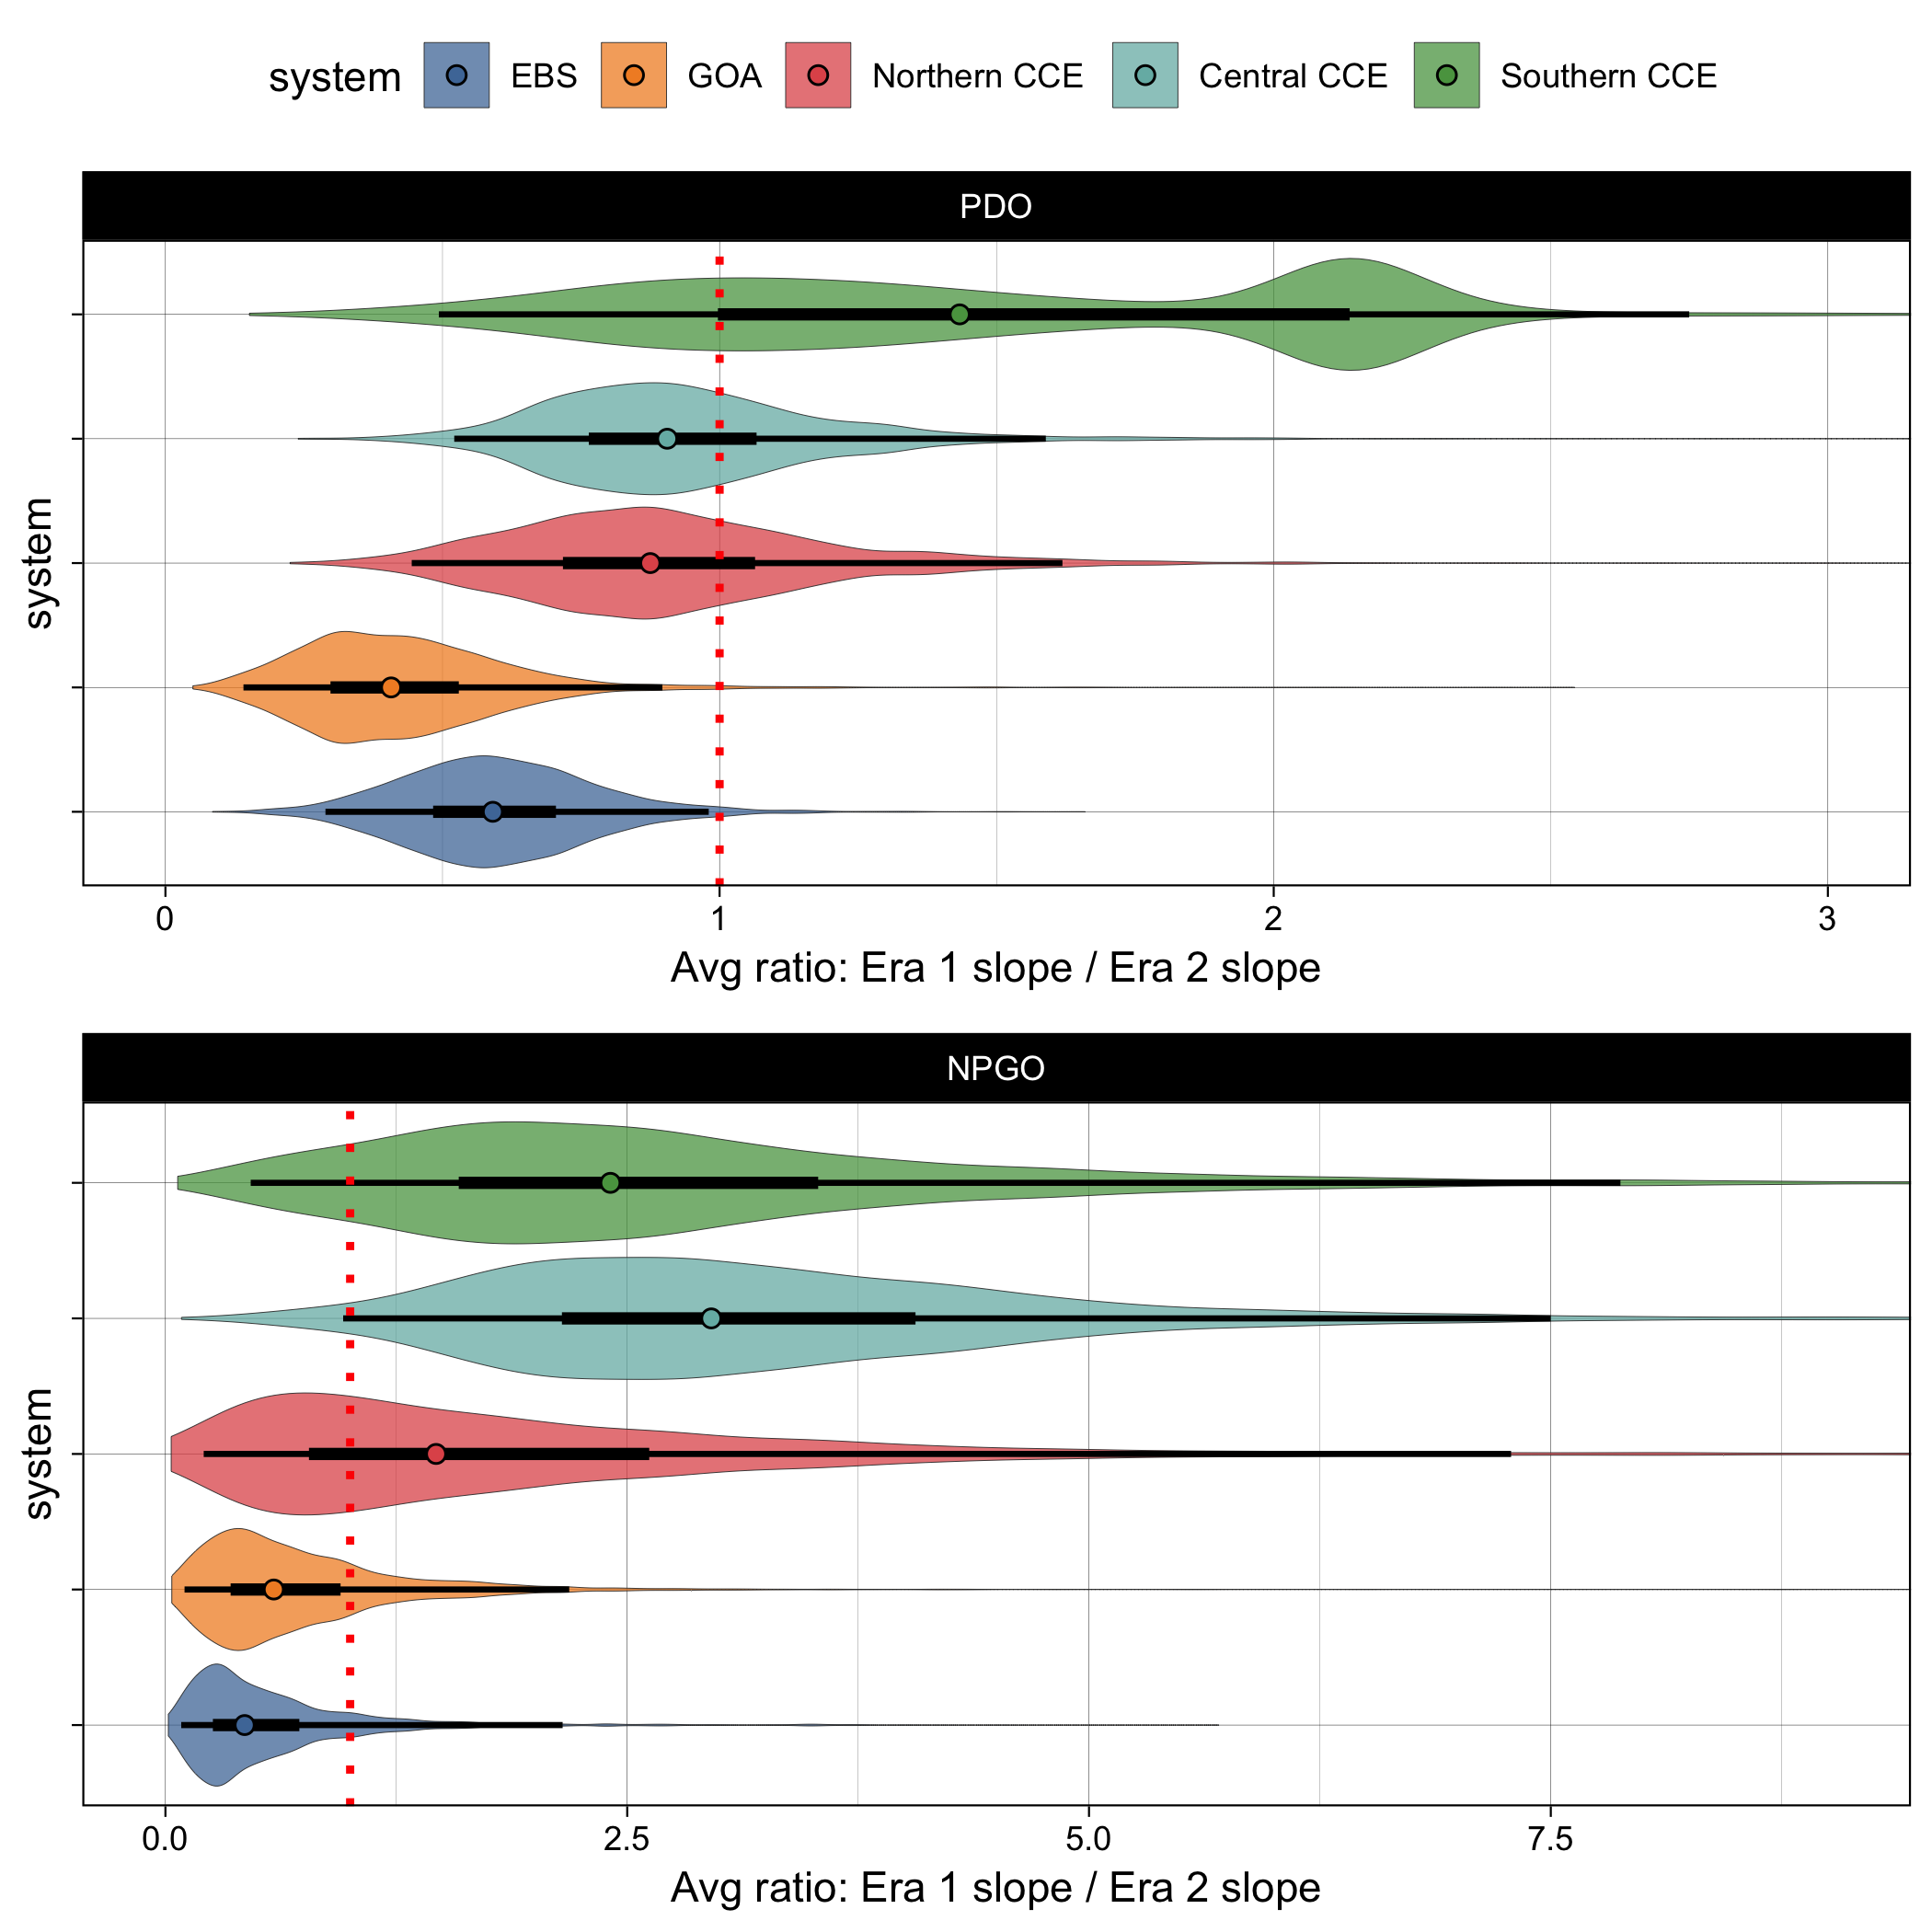 system EBS GOA Northern CCE Central CCE Southern CCE
PDO
system
0 1 2 3
Avg ratio: Era 1 slope / Era 2 slope
NPGO
system
0.0 2.5 5.0 7.5
Avg ratio: Era 1 slope / Era 2 slope